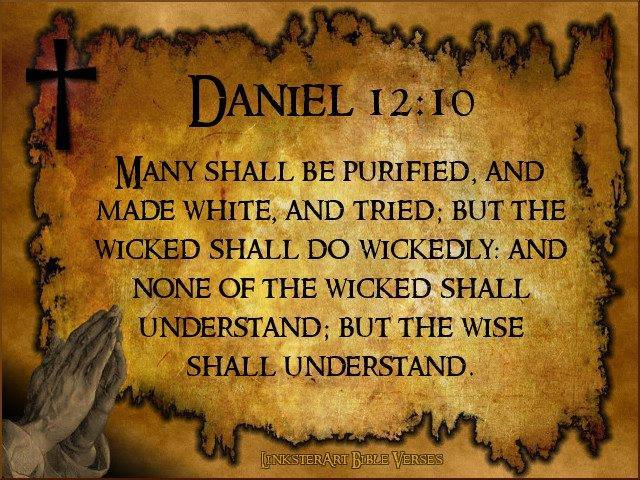 DANIEL 12:10
MANY SHALL BE PURIFIED, AND
MADE WHITE, AND TRIED; BUT THE
WICKED SHALL DO WICKEDLY: AND
NONE OF THE WICKED SHALL
UNDERSTAND; BUT THE WISE
SHALL UNDERSTAND.
LINKSTERART BIBLE VERSES